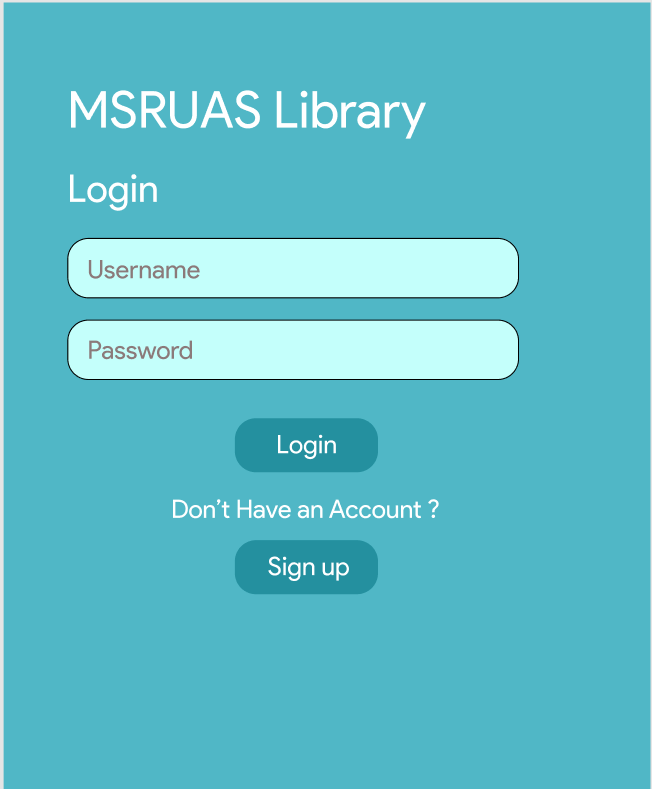 MSRUAS Library
Login
Username
Password
Login
Don’t Have an Account ?
Sign up